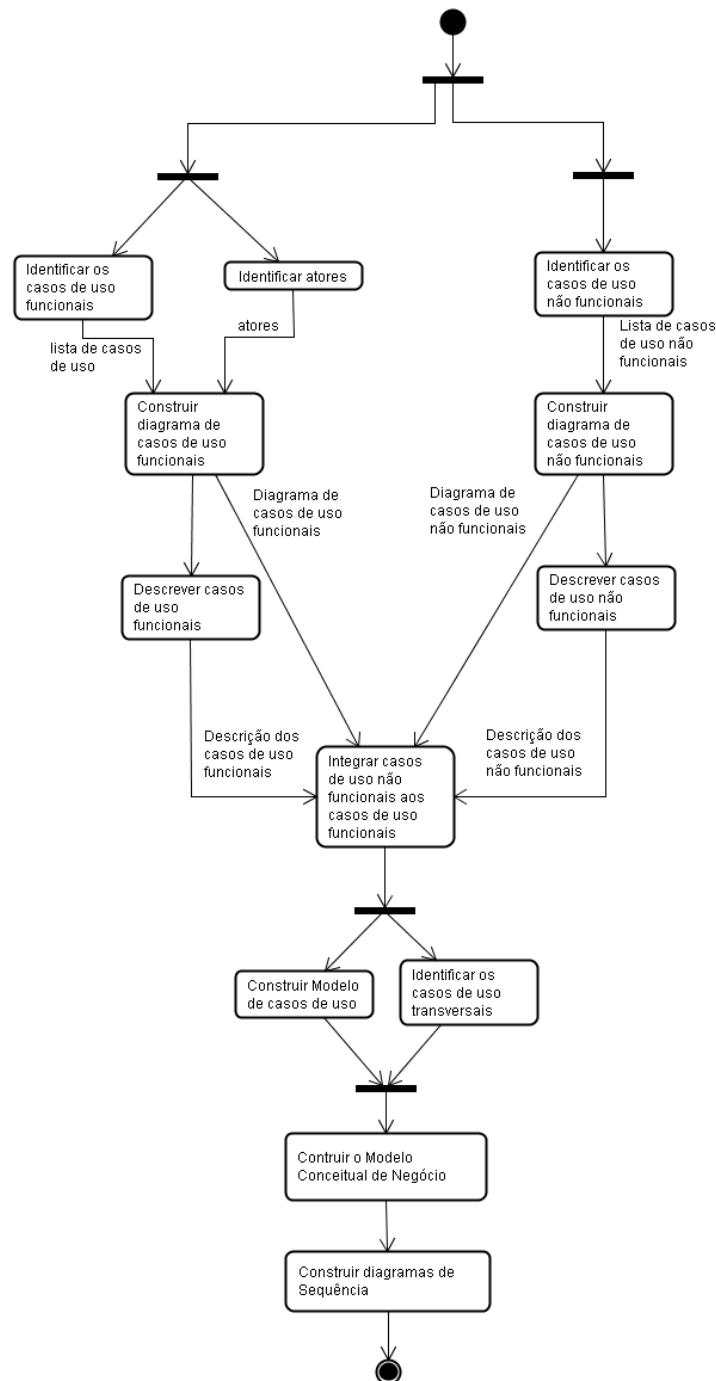 Identificar os
casos de uso
funcionais
Identificar atores
Identificar os
casos de uso
não funcionais
lista de casos
de uso
atores
Lista de casos
de uso não
funcionais
Construir
diagrama de
casos de uso
funcionais
Construir
diagrama de
casos de uso
não funcionais
Diagrama de
casos de uso
funcionais
Diagrama de
casos de uso
não funcionais
Descrever casos
de uso
funcionais
Descrever casos
de uso não
funcionais
Descrição dos
casos de uso
funcionais
Descrição dos
casos de uso
não funcionais
Integrar casos
de uso não
funcionais aos
casos de uso
funcionais
Construir Modelo
de casos de uso
Identificar os
casos de uso
transversais
Contruir o Modelo
Conceitual de Negócio
Construir diagramas de
Sequência